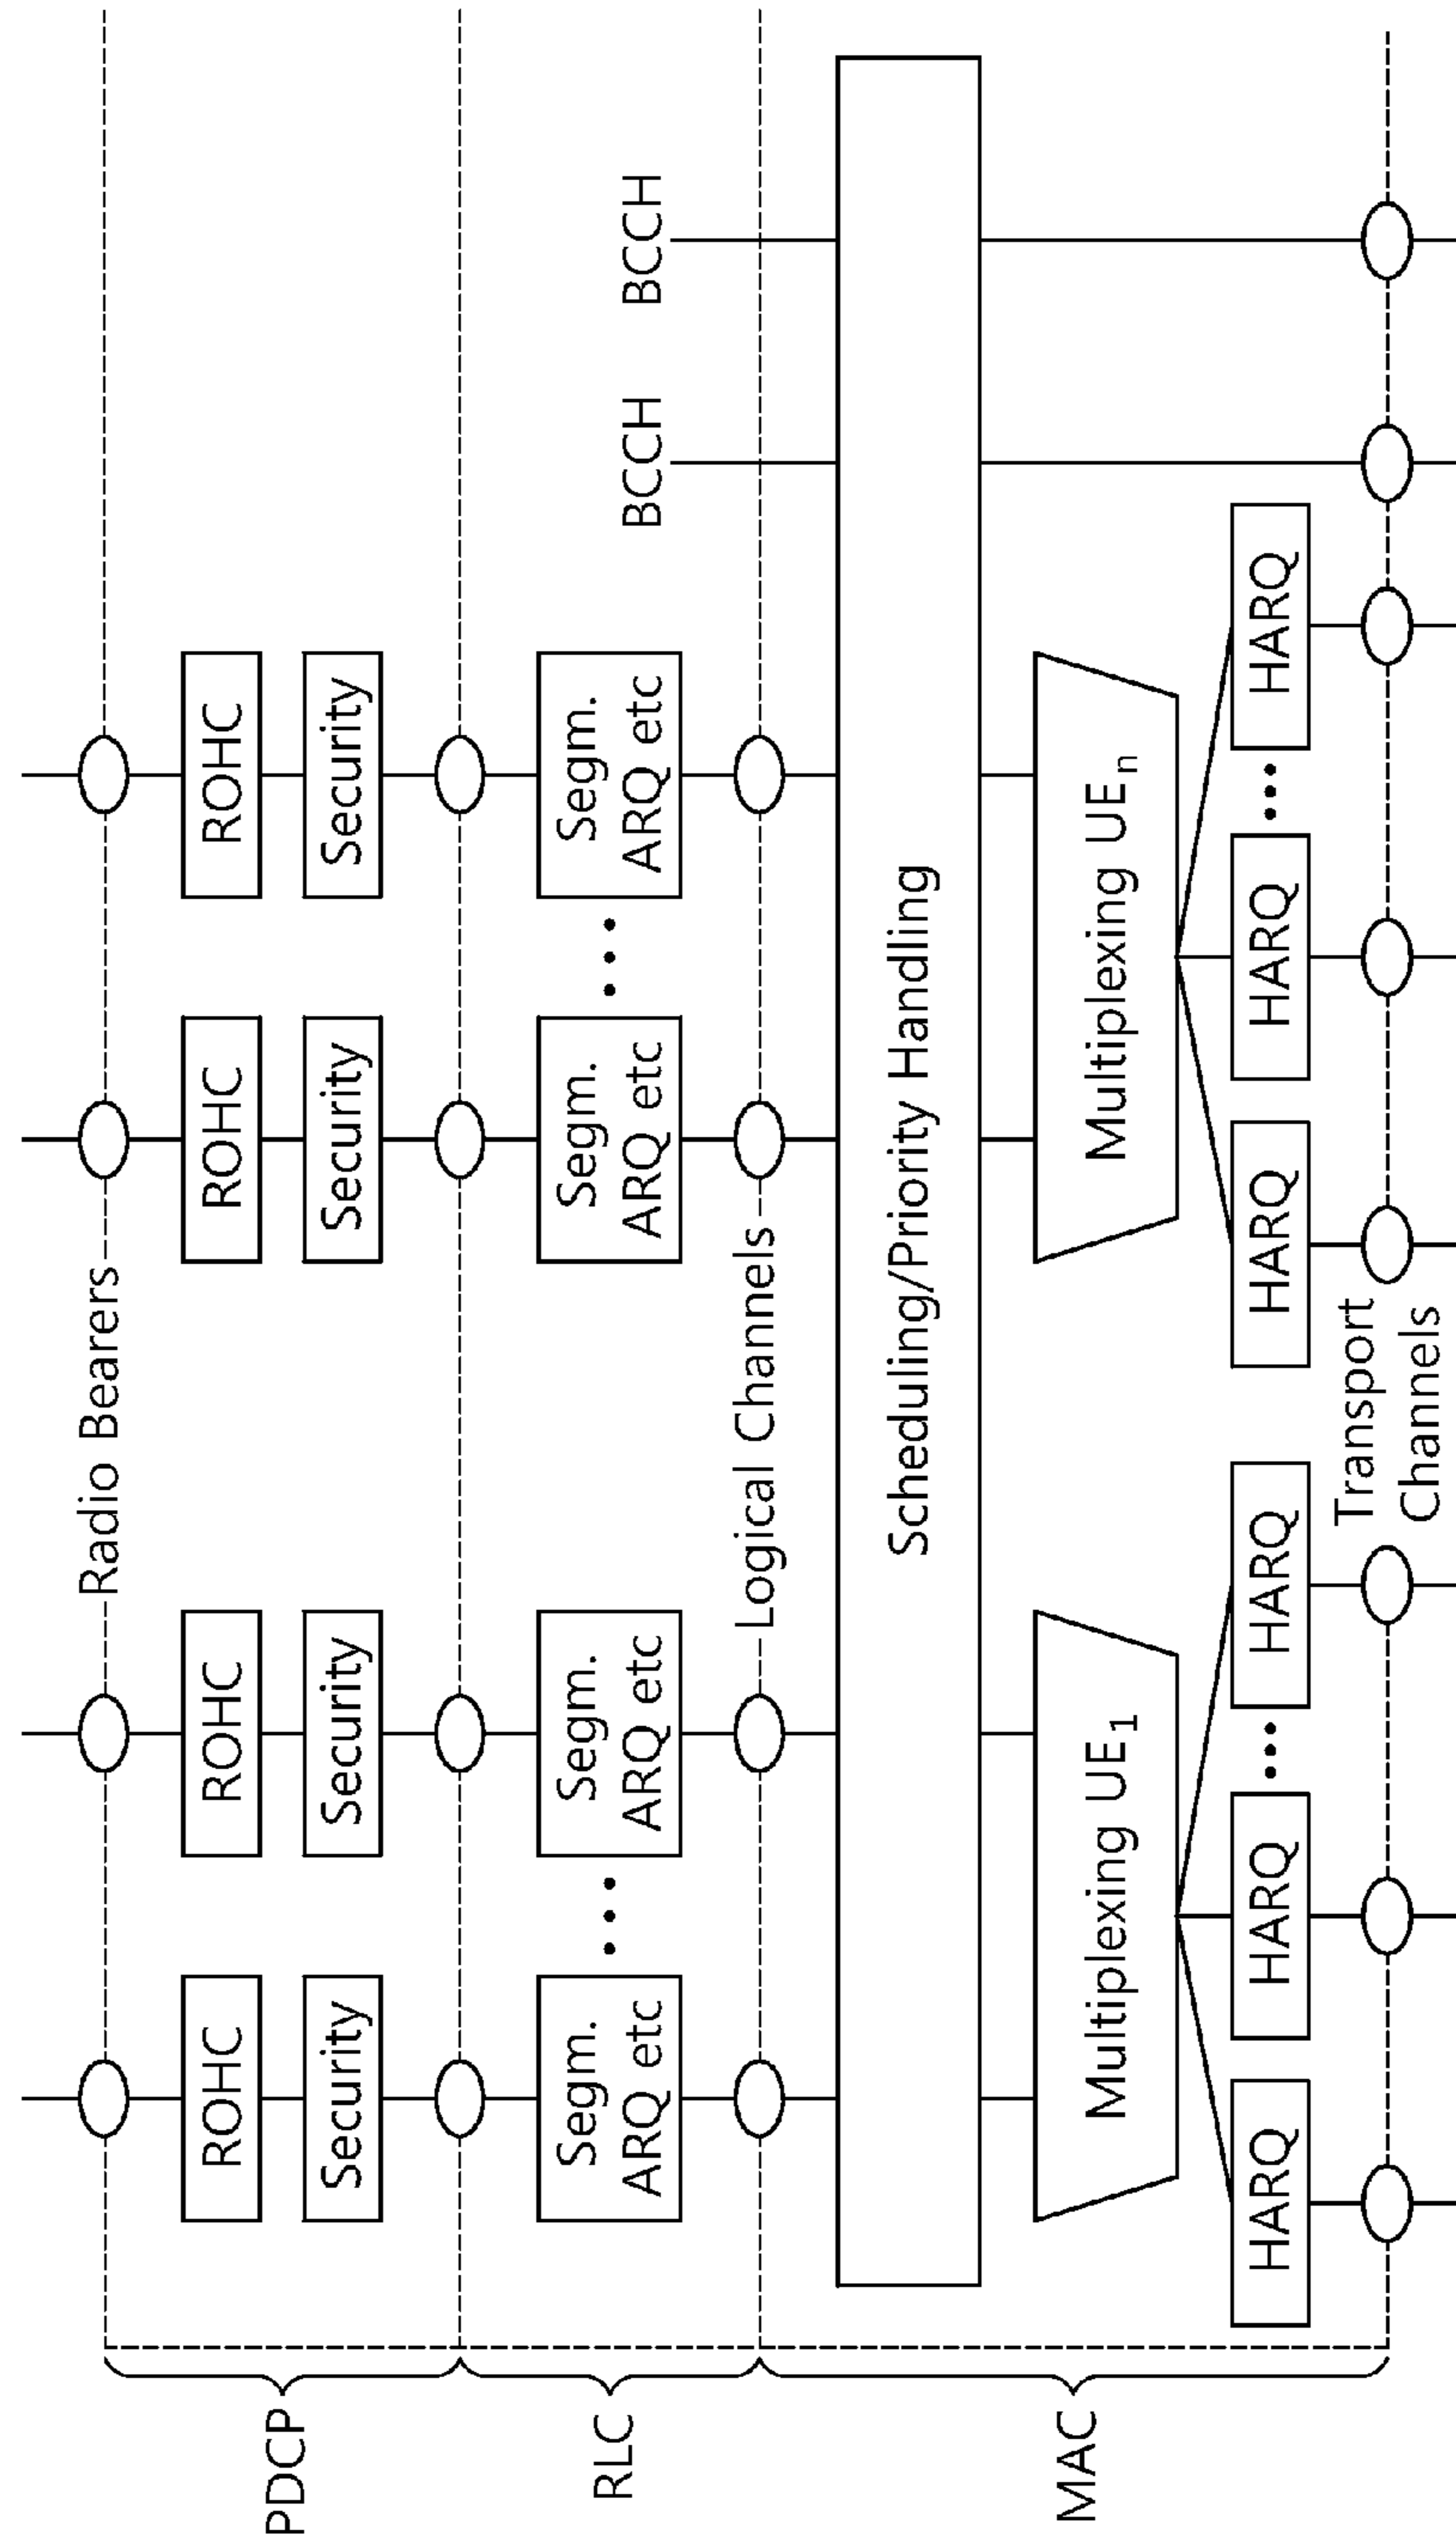 Radio Bearers
PDCP
ROHC
ROHC
ROHC
ROHC
Security
Security
Security
Security
RLC
Segm.
ARQ etc
•••
Segm.
ARQ etc
Segm.
ARQ etc
•••
Segm.
ARQ etc
BCCH
BCCH
Logical Channels
Scheduling/Priority Handling
MAC
Multiplexing UE₁
Multiplexing UEₙ
HARQ
HARQ
•••
HARQ
HARQ
HARQ
•••
HARQ
Transport
Channels